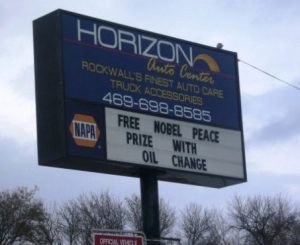 HORIZON
Auto Center
ROCKWALL'S FINEST AUTO CARE
TRUCK ACCESSORIES
469-698-8585
NAPA
FREE NOBEL PEACE
PRIZE WITH
OIL CHANGE
OFFICIAL VEHICLE